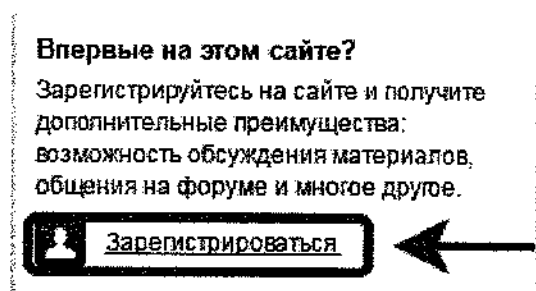 Впервые на этом сайте?
Зарегистрируйтесь на сайте и получите
дополнительные преимущества:
возможность обсуждения материалов,
общения на форуме и многое другое.
Зарегистрироваться